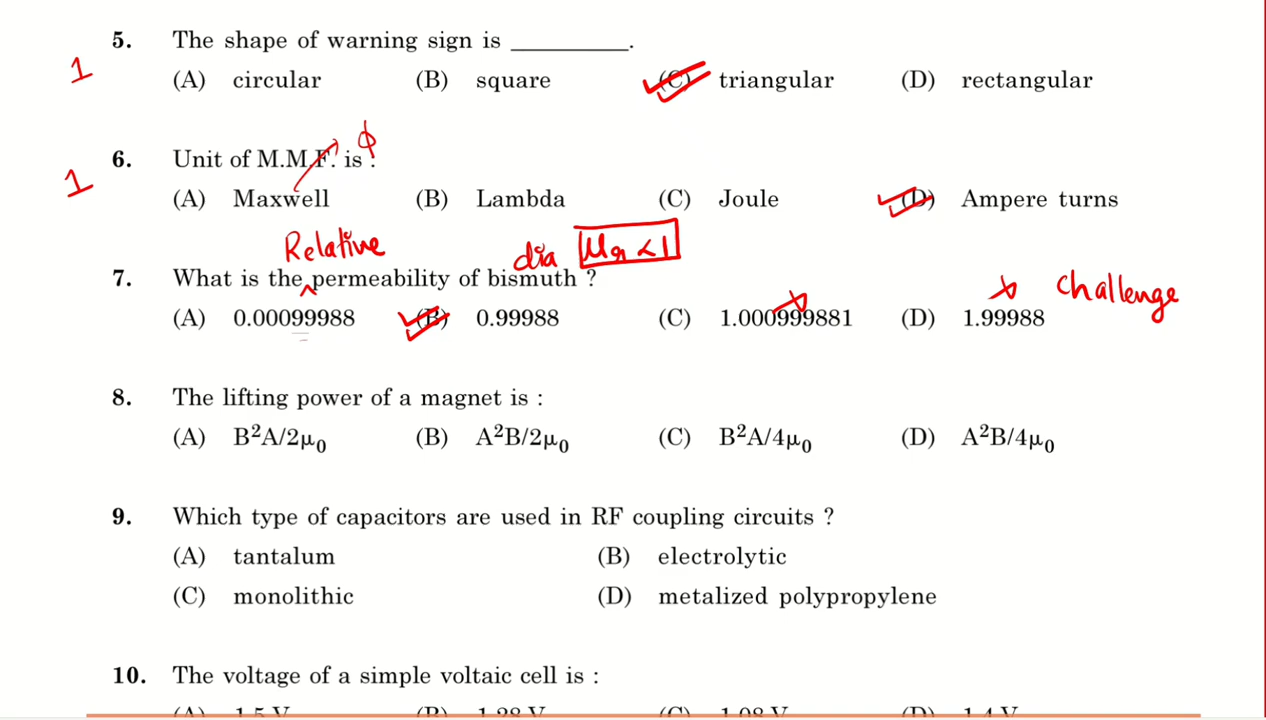 5. The shape of warning sign is __________.
1
(A) circular (B) square (C) triangular (D) rectangular
ϕ
6. Unit of M.M.F. is :
1
(A) Maxwell (B) Lambda (C) Joule (D) Ampere turns
Relative dia μr < 1
7. What is the permeability of bismuth ?
challenge
(A) 0.00099988 (B) 0.99988 (C) 1.000999881 (D) 1.99988
8. The lifting power of a magnet is :
(A) B²A/2μ₀ (B) A²B/2μ₀ (C) B²A/4μ₀ (D) A²B/4μ₀
9. Which type of capacitors are used in RF coupling circuits ?
(A) tantalum (B) electrolytic
(C) monolithic (D) metalized polypropylene
10. The voltage of a simple voltaic cell is :
(A) 1.5 V (B) (C) (D) 1.4 V